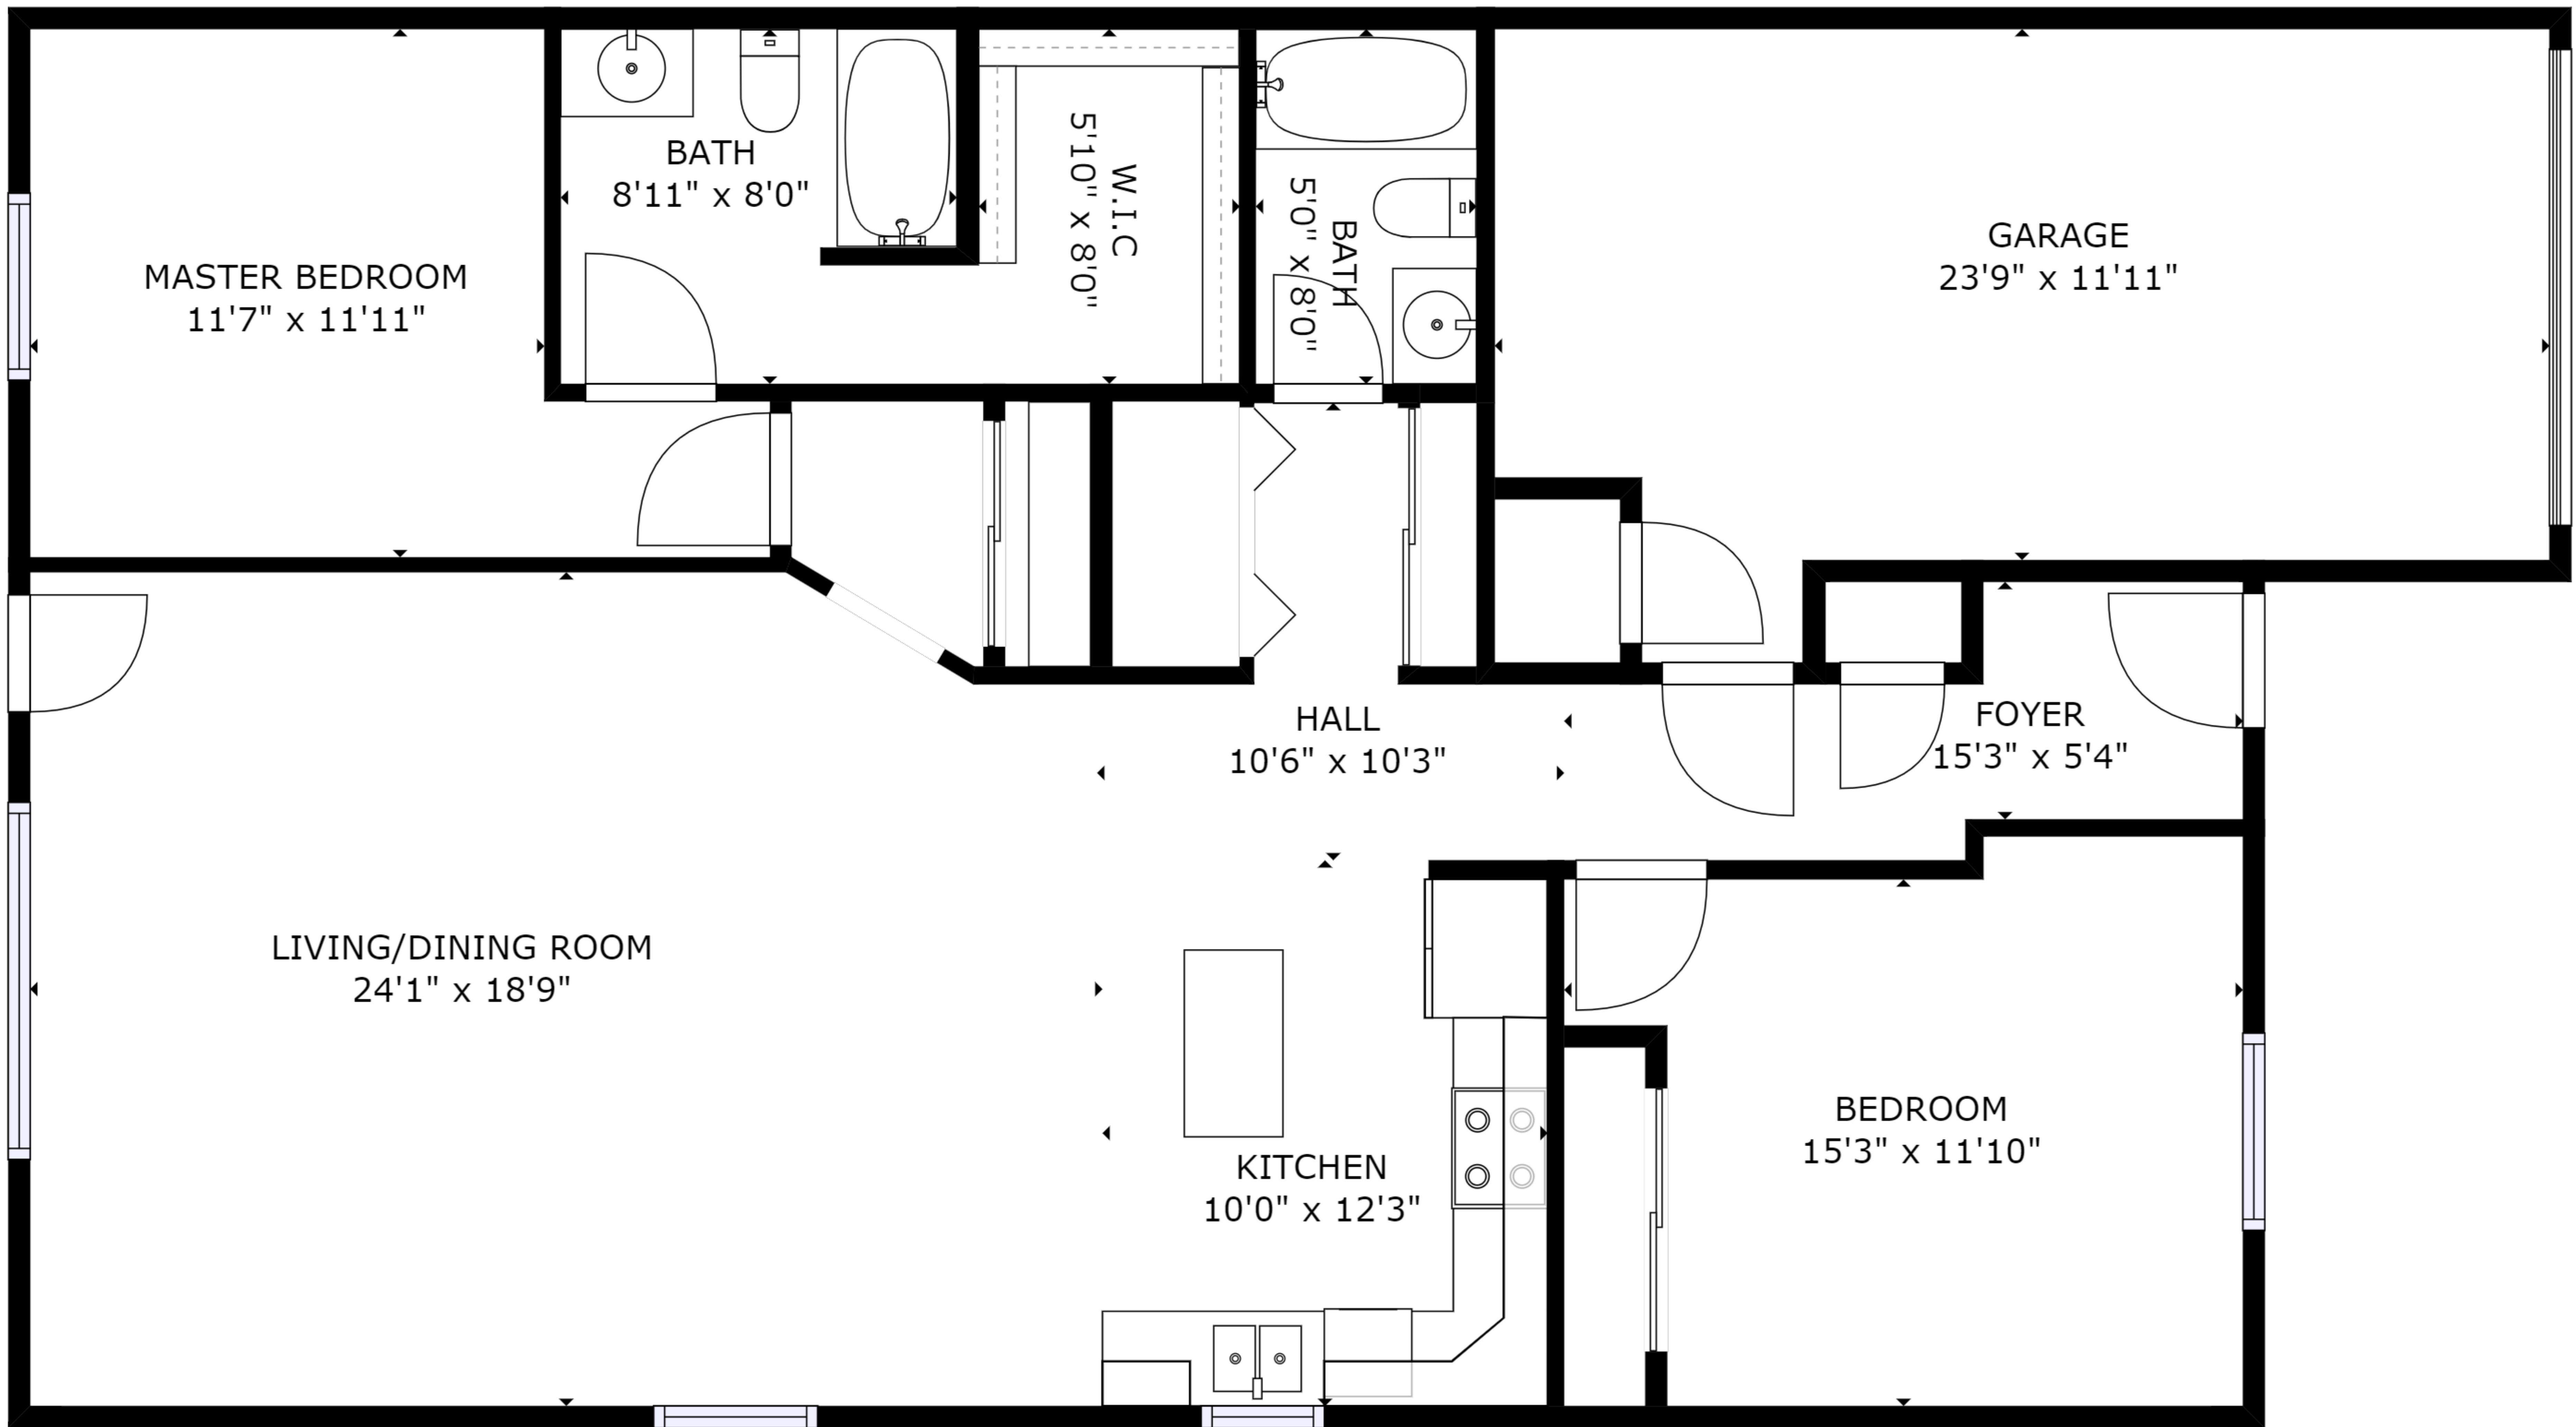 MASTER BEDROOM
11'7" x 11'11"
BATH
8'11" x 8'0"
W.I.C
5'10" x 8'0"
BATH
5'0" x 8'0"
GARAGE
23'9" x 11'11"
HALL
10'6" x 10'3"
FOYER
15'3" x 5'4"
LIVING/DINING ROOM
24'1" x 18'9"
KITCHEN
10'0" x 12'3"
BEDROOM
15'3" x 11'10"